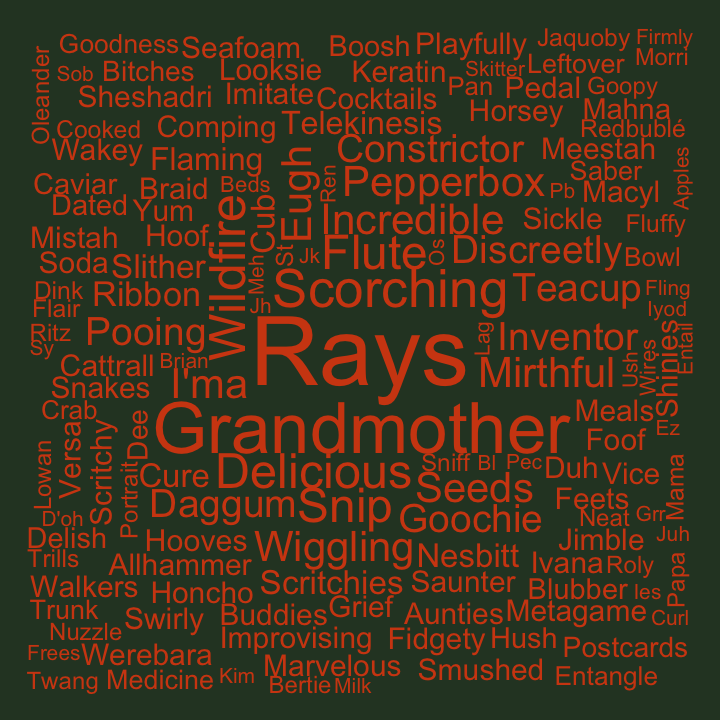 Goodness
Seafoam
Boosh
Playfully
Jaquoby
Firmly
Oleander
Sob
Bitches
Looksie
Keratin
Skitter
Leftover
Morri
Sheshadri
Imitate
Cocktails
Pan
Pedal
Goopy
Cooked
Comping
Telekinesis
Horsey
Mahna
Redbublé
Wakey
Flaming
Eugh
Constrictor
Meestah
Saber
Apples
Caviar
Braid
Beds
Ren
Pepperbox
Pb
Macyl
Dated
Yum
Wildfire
Cub
Incredible
Sickle
Fluffy
Mistah
Hoof
St
Jk
Flute
Os
Discreetly
Bowl
Soda
Slither
Meh
Scorching
Teacup
Fling
Dink
Ribbon
Flair
Jh
Iyod
Ritz
Pooing
Rays
Lag
Inventor
Entail
Sy
Cattrall
Brian
Mirthful
Ush
Wires
Shinies
Snakes
I'ma
Crab
Dee
Grandmother
Meals
Foof
Ez
Lowan
Versa
Scritchy
Portrait
Cure
Delicious
Sniff
Bl
Pec
Duh
Vice
Mama
D'oh
Daggum
Snip
Seeds
Feets
Goochie
Neat
Grr
Delish
Hooves
Wiggling
Nesbitt
Jimble
Juh
Trills
Allhammer
Ivana
Roly
Papa
Walkers
Honcho
Scritchies
Saunter
Blubber
Ies
Trunk
Swirly
Buddies
Grief
Aunties
Metagame
Curl
Nuzzle
Improvising
Fidgety
Hush
Postcards
Frees
Werebara
Marvelous
Smushed
Entangle
Twang
Medicine
Kim
Bertie
Milk